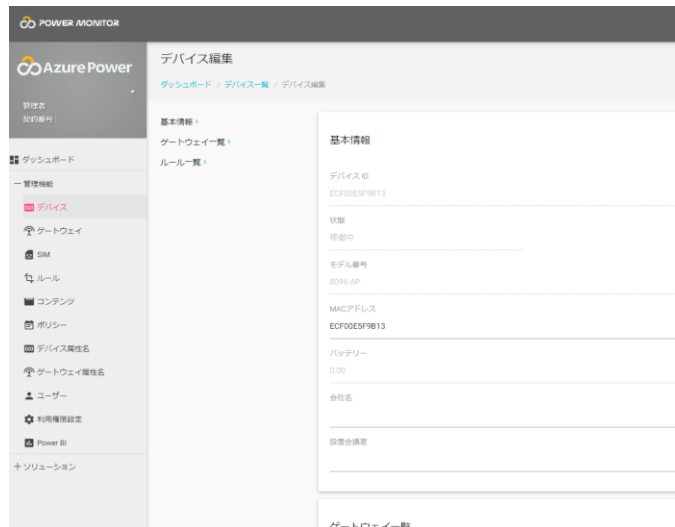 POWER MONITOR
Azure Power
管理者
契約番号 :
ダッシュボード
管理機能
デバイス
ゲートウェイ
SIM
ルール
コンテンツ
ポリシー
デバイス属性名
ゲートウェイ属性名
ユーザー
利用権限設定
Power BI
ソリューション
デバイス編集
ダッシュボード / デバイス一覧 / デバイス編集
基本情報
ゲートウェイ一覧
ルール一覧
基本情報
デバイス ID
ECF00E5F9B13
状態
稼働中
モデル番号
8096-AP
MACアドレス
ECF00E5F9B13
バッテリー
0.00
会社名
設置会議室
ゲートウェイ一覧